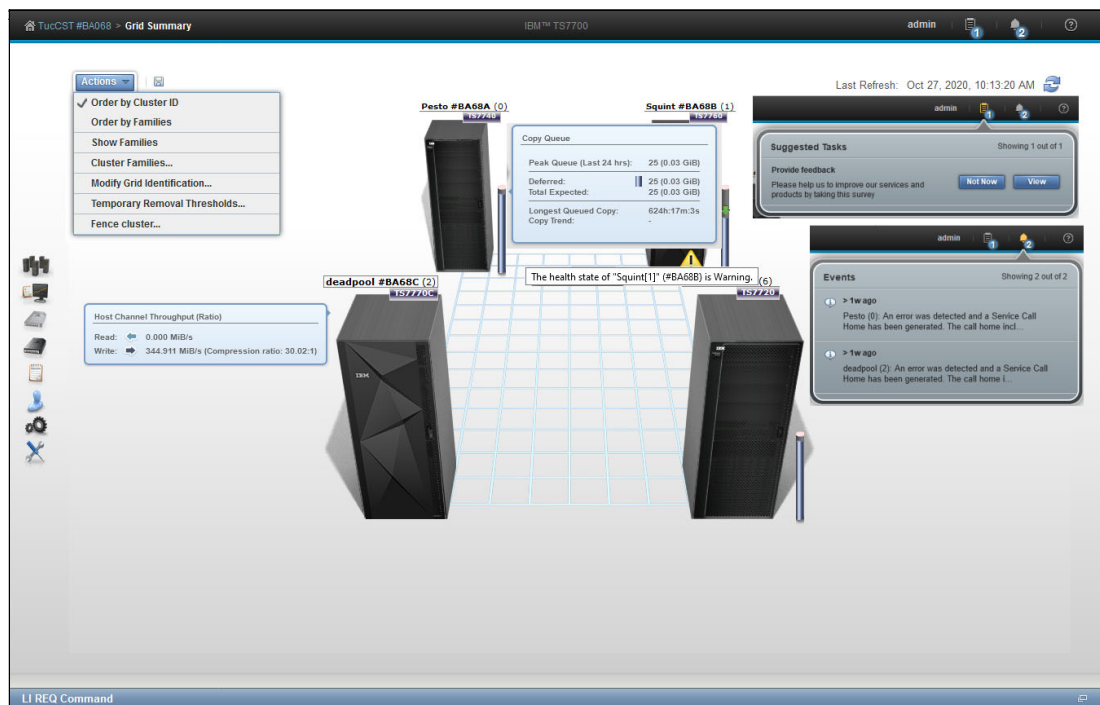 TucCST #BA068 > Grid Summary
IBM™ TS7700
admin
1
2
?
Actions
Last Refresh: Oct 27, 2020, 10:13:20 AM
Order by Cluster ID
Order by Families
Show Families
Cluster Families...
Modify Grid Identification...
Temporary Removal Thresholds...
Fence cluster...
Pesto #BA68A (0)
TS7740
Squint #BA68B (1)
TS7760
Copy Queue
Peak Queue (Last 24 hrs): 25 (0.03 GiB)
Deferred: 25 (0.03 GiB)
Total Expected: 25 (0.03 GiB)
Longest Queued Copy: 624h:17m:3s
Copy Trend: -
admin
1
2
?
Suggested Tasks
Showing 1 out of 1
Provide feedback
Please help us to improve our services and
products by taking this survey
Not Now
View
admin
1
2
?
Events
Showing 2 out of 2
> 1w ago
Pesto (0): An error was detected and a Service Call
Home has been generated. The call home incl...
> 1w ago
deadpool (2): An error was detected and a Service Call
Home has been generated. The call home i...
The health state of "Squint[1]" (#BA68B) is Warning.
deadpool #BA68C (2)
TS7770C
(6)
TS7720
IBM
Host Channel Throughput (Ratio)
Read: 0.000 MiB/s
Write: 344.911 MiB/s (Compression ratio: 30.02:1)
LI REQ Command